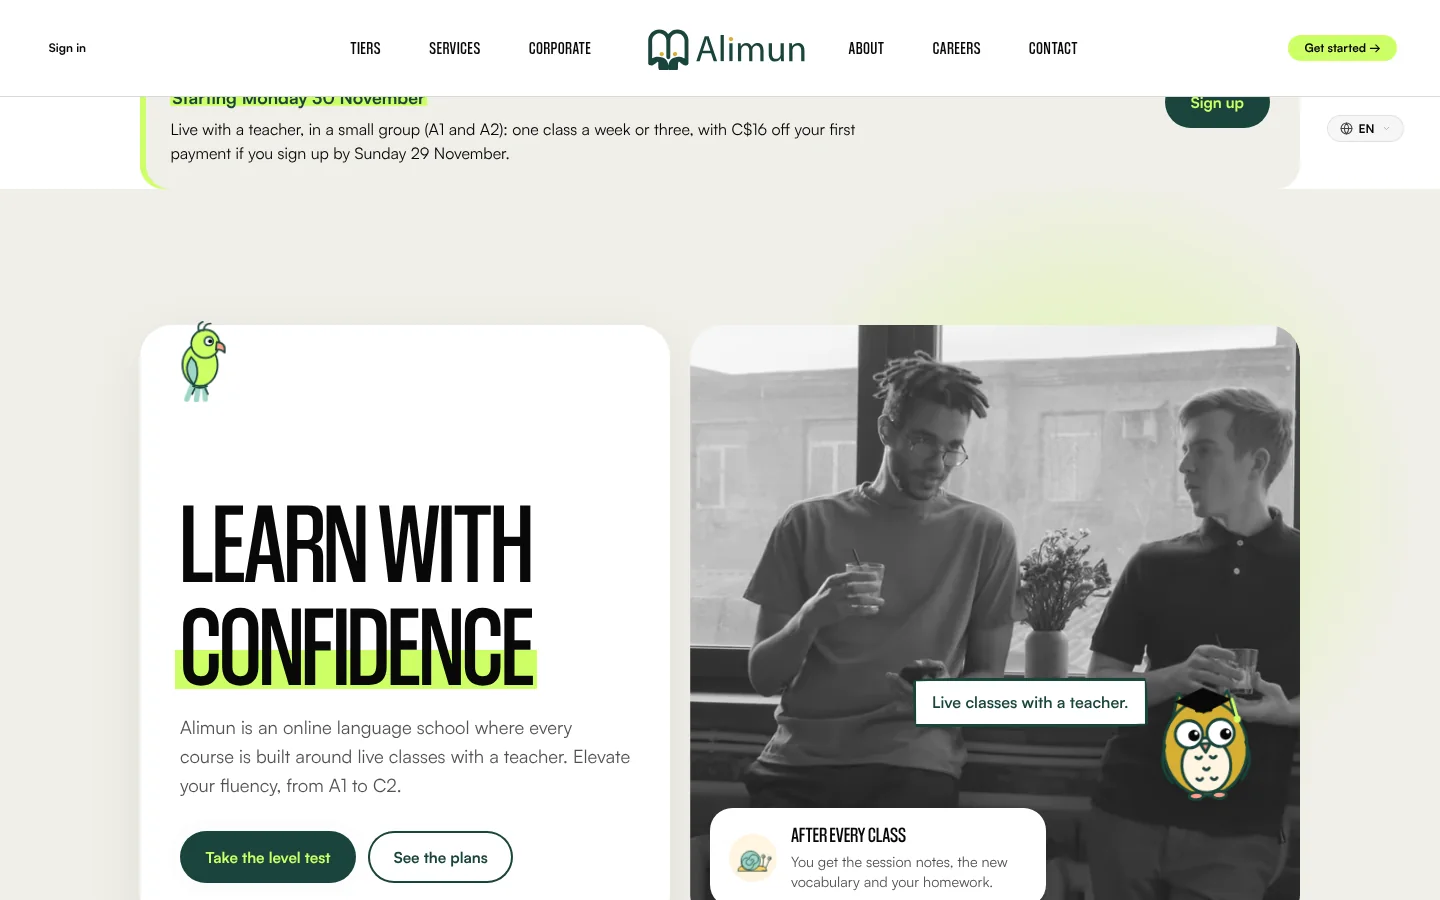 Sign in
TIERS
SERVICES
CORPORATE
Alimun
ABOUT
CAREERS
CONTACT
Get started →
Starting Monday 30 November
Live with a teacher, in a small group (A1 and A2): one class a week or three, with C$16 off your first
payment if you sign up by Sunday 29 November.
Sign up
EN
LEARN WITH
CONFIDENCE
Alimun is an online language school where every
course is built around live classes with a teacher. Elevate
your fluency, from A1 to C2.
Take the level test
See the plans
Live classes with a teacher.
AFTER EVERY CLASS
You get the session notes, the new
vocabulary and your homework.